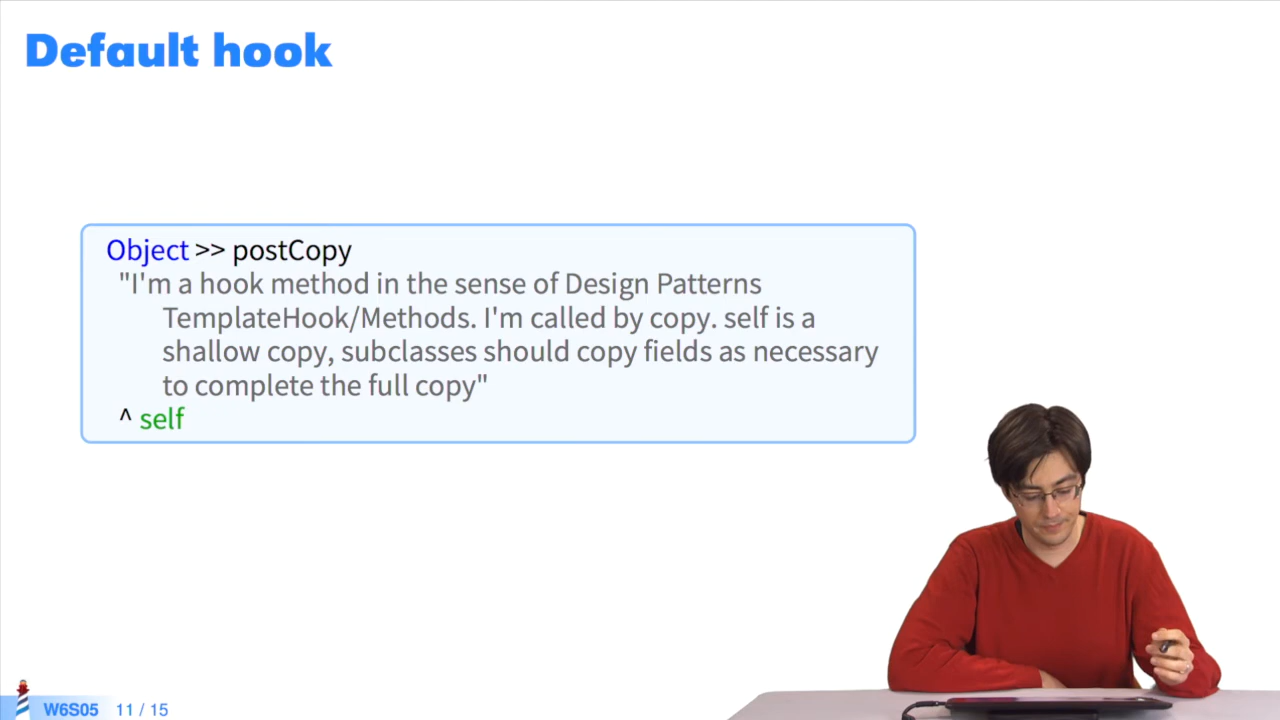 Default hook
Object >> postCopy
"I'm a hook method in the sense of Design Patterns
TemplateHook/Methods. I'm called by copy. self is a
shallow copy, subclasses should copy fields as necessary
to complete the full copy"
^ self
W6S05 11 / 15